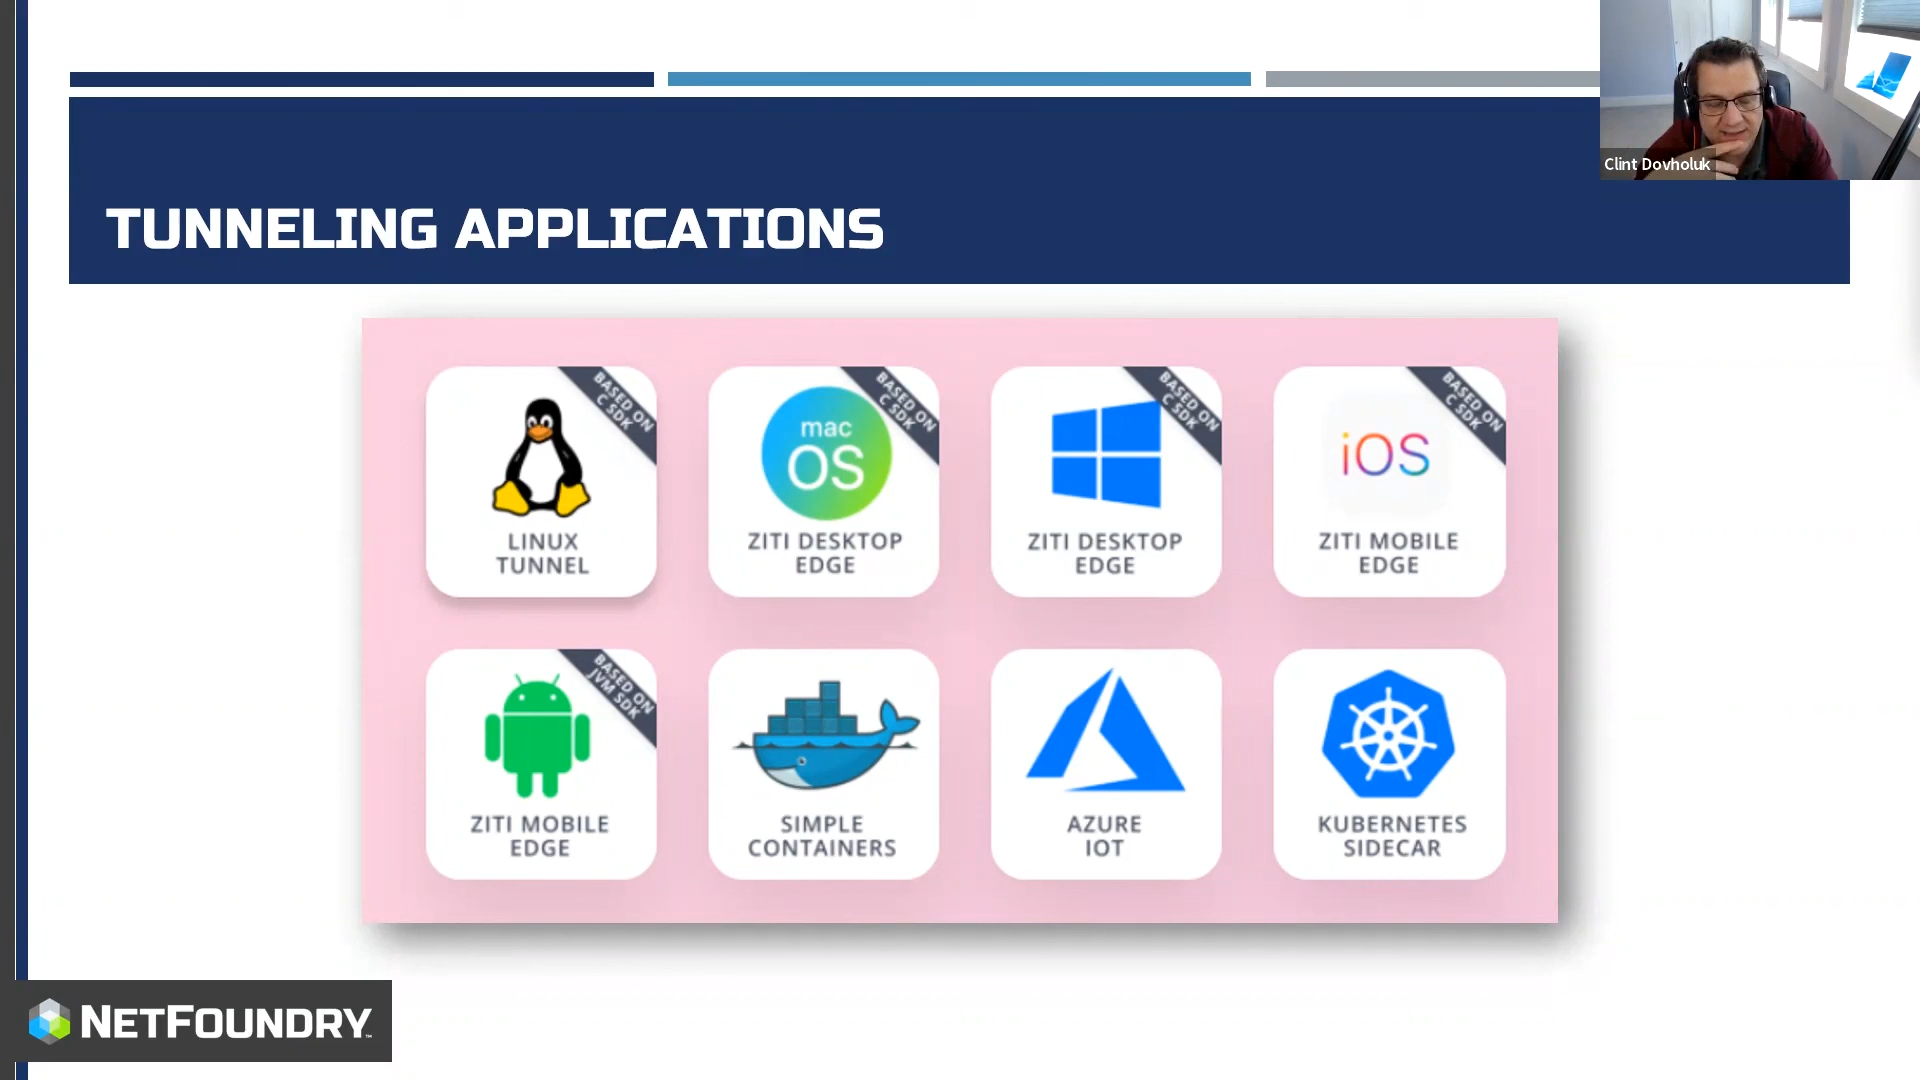 Clint Dovholuk
TUNNELING APPLICATIONS
BASED ON
C SDK
LINUX
TUNNEL
BASED ON
C SDK
mac
OS
ZITI DESKTOP
EDGE
BASED ON
C SDK
ZITI DESKTOP
EDGE
BASED ON
C SDK
iOS
ZITI MOBILE
EDGE
BASED ON
JVM SDK
ZITI MOBILE
EDGE
SIMPLE
CONTAINERS
AZURE
IOT
KUBERNETES
SIDECAR
NETFOUNDRY™